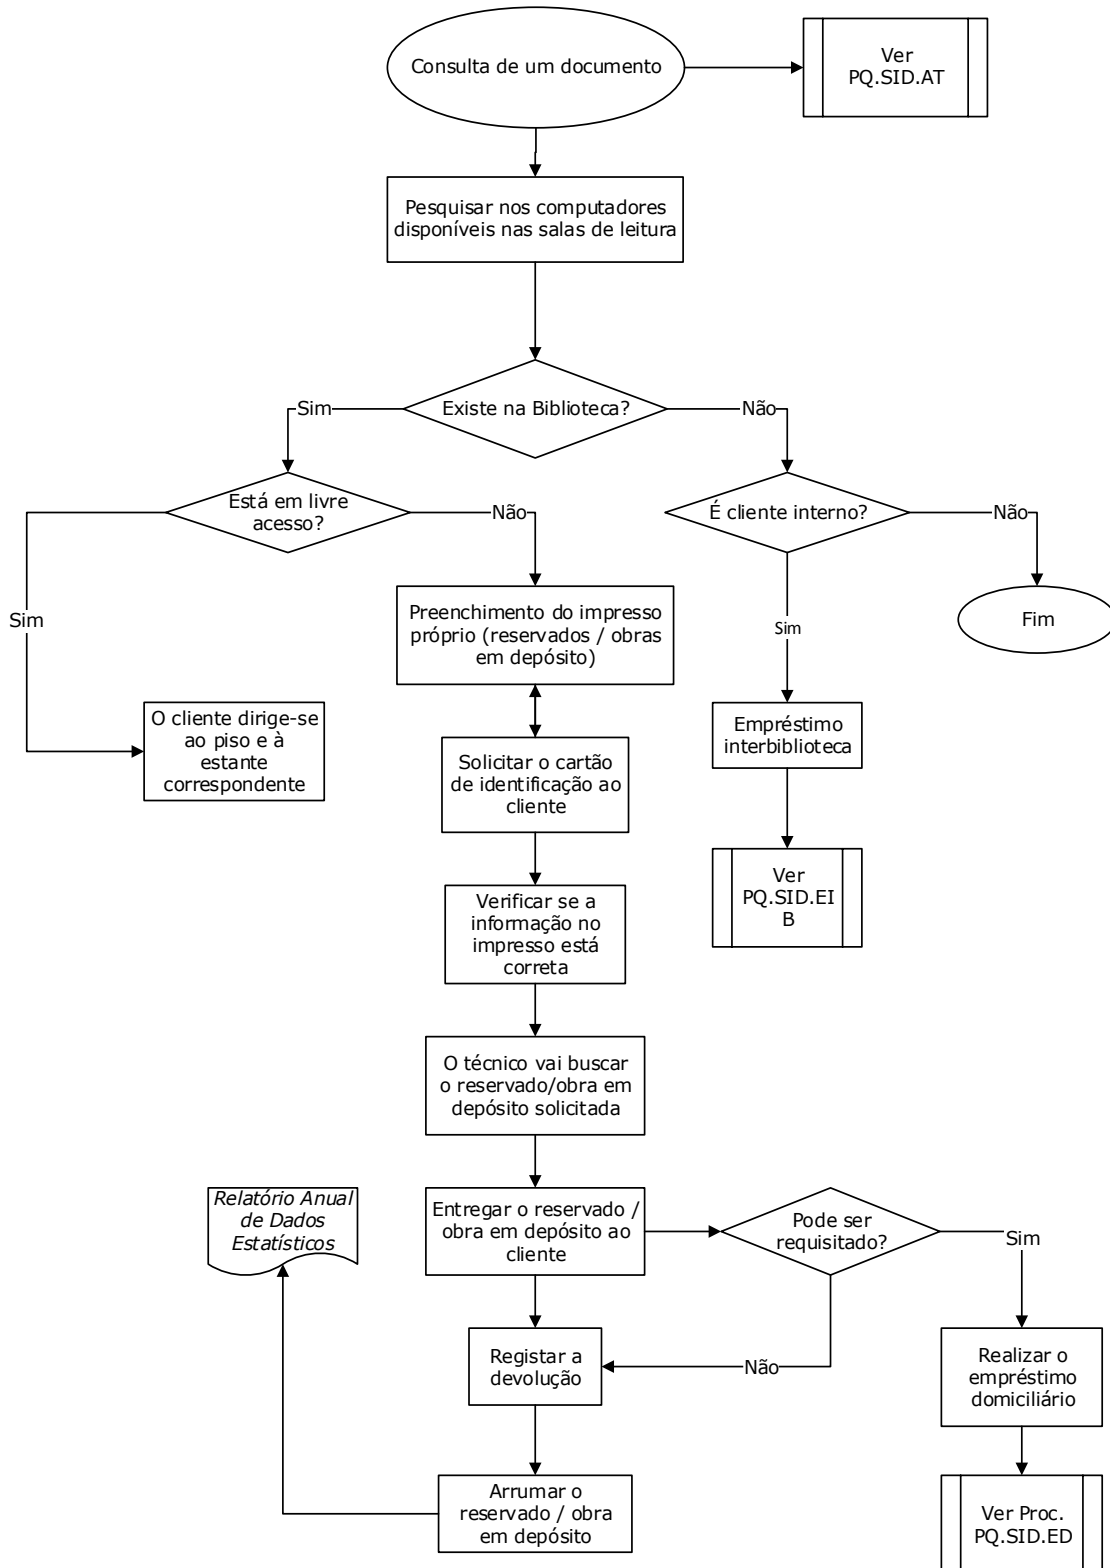 Consulta de um documento
Ver
PQ.SID.AT
Pesquisar nos computadores
disponíveis nas salas de leitura
Existe na Biblioteca?
Sim
Não
Está em livre
acesso?
Não
É cliente interno?
Não
Sim
Preenchimento do impresso
próprio (reservados / obras
em depósito)
Sim
Fim
O cliente dirige-se
ao piso e à
estante
correspondente
Empréstimo
interbiblioteca
Solicitar o cartão
de identificação ao
cliente
Ver
PQ.SID.EI
B
Verificar se a
informação no
impresso está
correta
O técnico vai buscar
o reservado/obra em
depósito solicitada
Relatório Anual
de Dados
Estatísticos
Entregar o reservado /
obra em depósito ao
cliente
Pode ser
requisitado?
Sim
Registar a
devolução
Não
Realizar o
empréstimo
domiciliário
Arrumar o
reservado / obra
em depósito
Ver Proc.
PQ.SID.ED